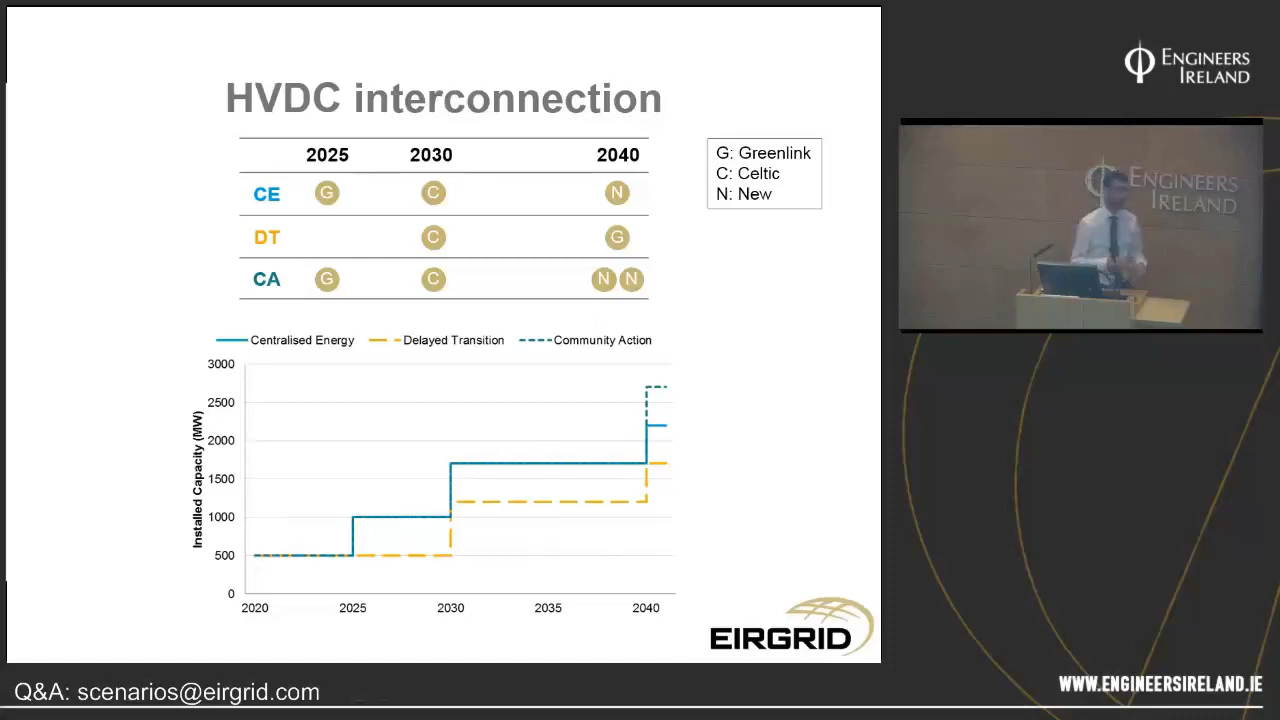 HVDC interconnection
2025 2030 2040
CE G C N
DT C G
CA G C N N
G: Greenlink
C: Celtic
N: New
Centralised Energy Delayed Transition Community Action
Installed Capacity (MW)
3000
2500
2000
1500
1000
500
0
2020 2025 2030 2035 2040
EIRGRID
ENGINEERS
IRELAND
ENGINEERS
IRELAND
Q&A: scenarios@eirgrid.com
WWW.ENGINEERSIRELAND.IE